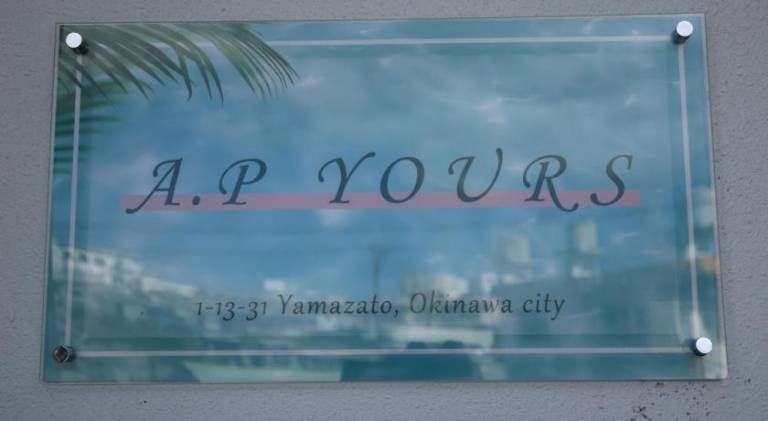 A.P YOURS
1-13-31 Yamazato, Okinawa city